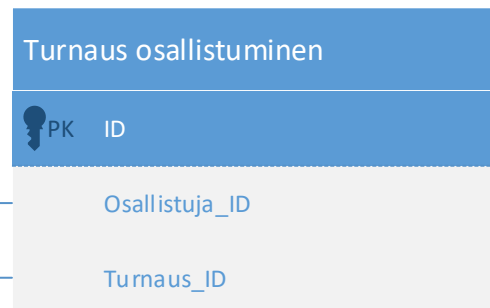 Turnaus osallistuminen
PK ID
Osallistuja_ID
Turnaus_ID